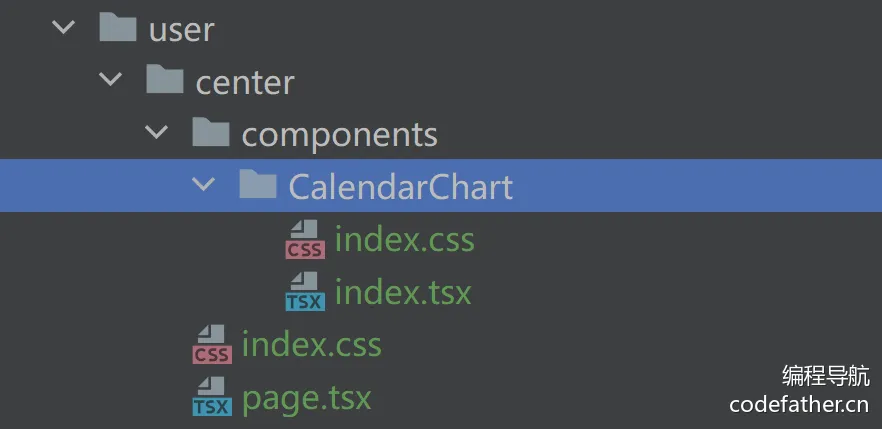 user
center
components
CalendarChart
CSS index.css
TSX index.tsx
CSS index.css
TSX page.tsx
编程导航
codefather.cn